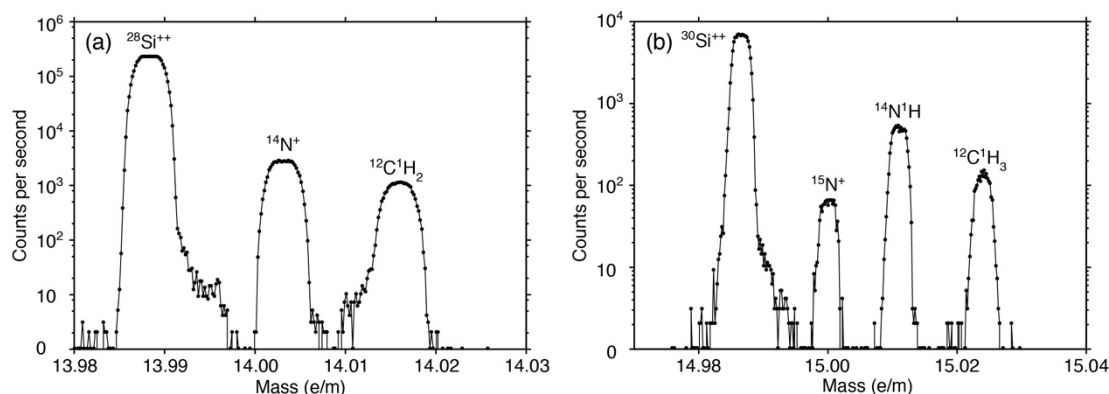 (a)
²⁸Si⁺⁺
¹⁴N⁺
¹²C¹H₂
Counts per second
10⁶
10⁵
10⁴
10³
10²
10
0
13.98 13.99 14.00 14.01 14.02 14.03
Mass (e/m)
(b)
³⁰Si⁺⁺
¹⁵N⁺
¹⁴N¹H
¹²C¹H₃
Counts per second
10⁴
10³
10²
10
0
14.98 15.00 15.02 15.04
Mass (e/m)